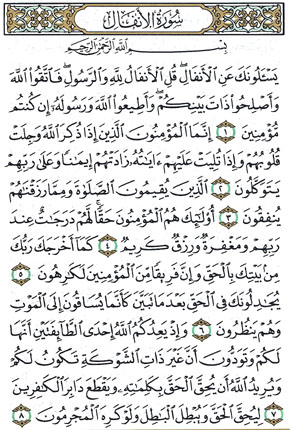 سُورَةُ الأَنفَالِ
بِسْمِ اللَّهِ الرَّحْمَٰنِ الرَّحِيمِ
يَسْـَٔلُونَكَ عَنِ ٱلْأَنفَالِ ۖ قُلِ ٱلْأَنفَالُ لِلَّهِ وَٱلرَّسُولِ ۖ فَٱتَّقُوا۟ ٱللَّهَ
وَأَصْلِحُوا۟ ذَاتَ بَيْنِكُمْ ۖ وَأَطِيعُوا۟ ٱللَّهَ وَرَسُولَهُۥٓ إِن كُنتُم
مُّؤْمِنِينَ ١ إِنَّمَا ٱلْمُؤْمِنُونَ ٱلَّذِينَ إِذَا ذُكِرَ ٱللَّهُ وَجِلَتْ
قُلُوبُهُمْ وَإِذَا تُلِيَتْ عَلَيْهِمْ ءَايَٰتُهُۥ زَادَتْهُمْ إِيمَٰنًا وَعَلَىٰ رَبِّهِمْ
يَتَوَكَّلُونَ ٢ ٱلَّذِينَ يُقِيمُونَ ٱلصَّلَوٰةَ وَمِمَّا رَزَقْنَٰهُمْ
يُنفِقُونَ ٣ أُو۟لَٰٓئِكَ هُمُ ٱلْمُؤْمِنُونَ حَقًّا ۚ لَّهُمْ دَرَجَٰتٌ عِندَ
رَبِّهِمْ وَمَغْفِرَةٌ وَرِزْقٌ كَرِيمٌ ٤ كَمَآ أَخْرَجَكَ رَبُّكَ
مِنۢ بَيْتِكَ بِٱلْحَقِّ وَإِنَّ فَرِيقًا مِّنَ ٱلْمُؤْمِنِينَ لَكَٰرِهُونَ ٥
يُجَٰدِلُونَكَ فِى ٱلْحَقِّ بَعْدَ مَا تَبَيَّنَ كَأَنَّمَا يُسَاقُونَ إِلَى ٱلْمَوْتِ
وَهُمْ يَنظُرُونَ ٦ وَإِذْ يَعِدُكُمُ ٱللَّهُ إِحْدَى ٱلطَّآئِفَتَيْنِ أَنَّهَا
لَكُمْ وَتَوَدُّونَ أَنَّ غَيْرَ ذَاتِ ٱلشَّوْكَةِ تَكُونُ لَكُمْ
وَيُرِيدُ ٱللَّهُ أَن يُحِقَّ ٱلْحَقَّ بِكَلِمَٰتِهِۦ وَيَقْطَعَ دَابِرَ ٱلْكَٰفِرِينَ
٧ لِيُحِقَّ ٱلْحَقَّ وَيُبْطِلَ ٱلْبَٰطِلَ وَلَوْ كَرِهَ ٱلْمُجْرِمُونَ ٨